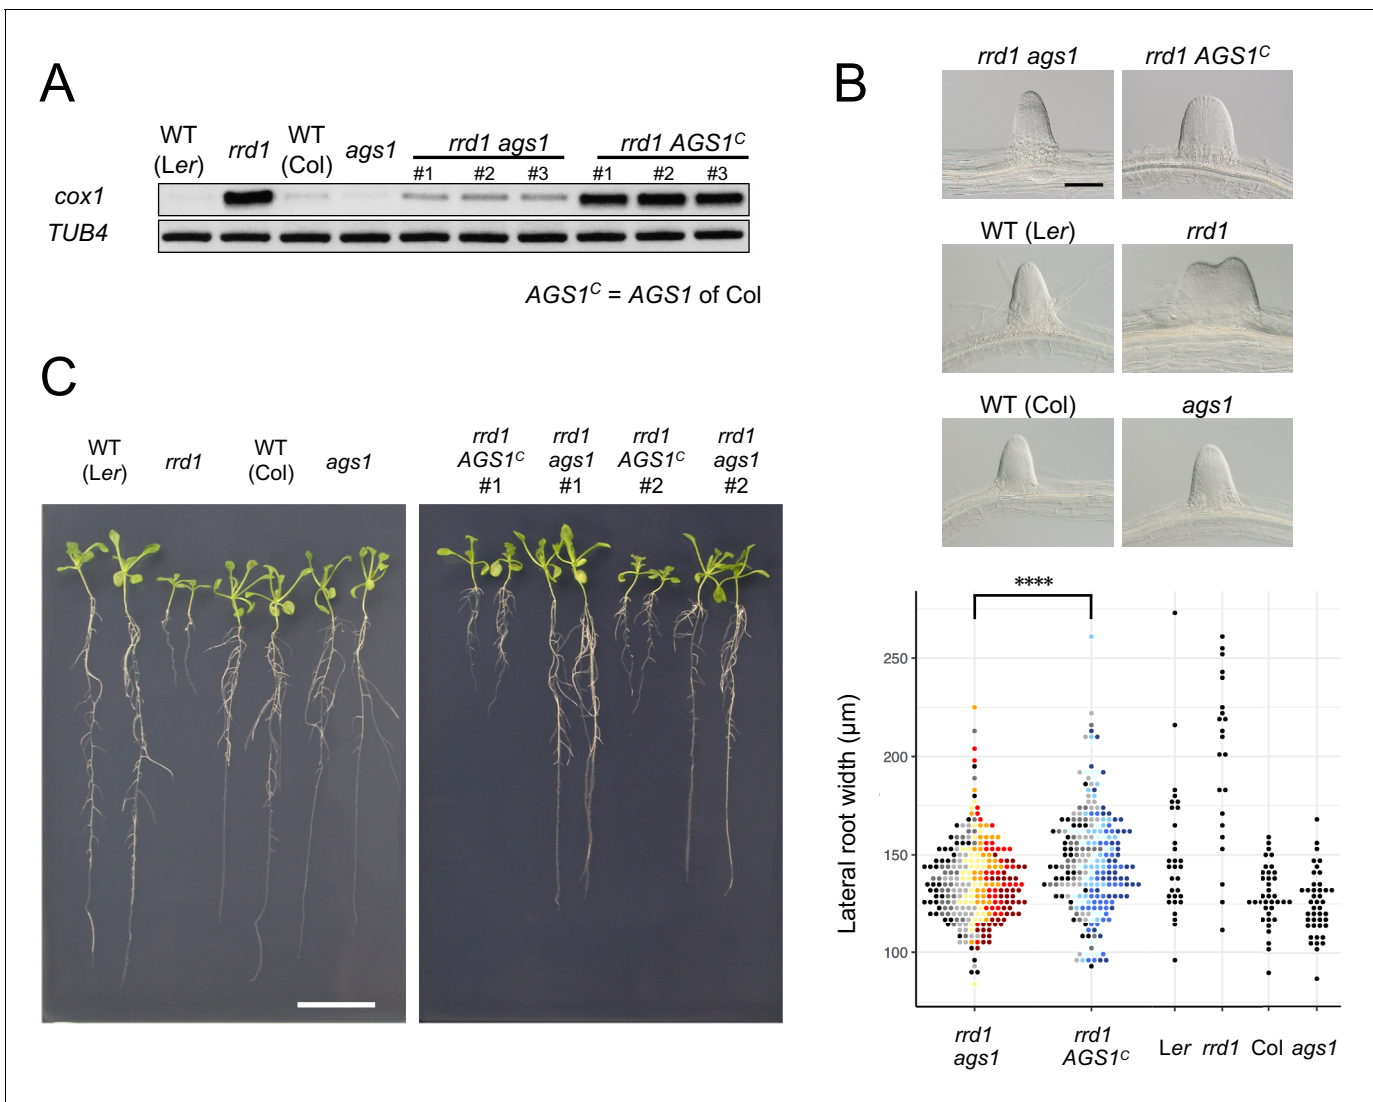 A
WT (Ler)
rrd1
WT (Col)
ags1
rrd1 ags1
rrd1 AGS1ᶜ
#1 #2 #3
#1 #2 #3
cox1
TUB4
AGS1ᶜ = AGS1 of Col
B
rrd1 ags1
rrd1 AGS1ᶜ
WT (Ler)
rrd1
WT (Col)
ags1
****
Lateral root width (µm)
250
200
150
100
rrd1 ags1
rrd1 AGS1ᶜ
Ler
rrd1
Col
ags1
C
WT (Ler)
rrd1
WT (Col)
ags1
rrd1 AGS1ᶜ #1
rrd1 ags1 #1
rrd1 AGS1ᶜ #2
rrd1 ags1 #2